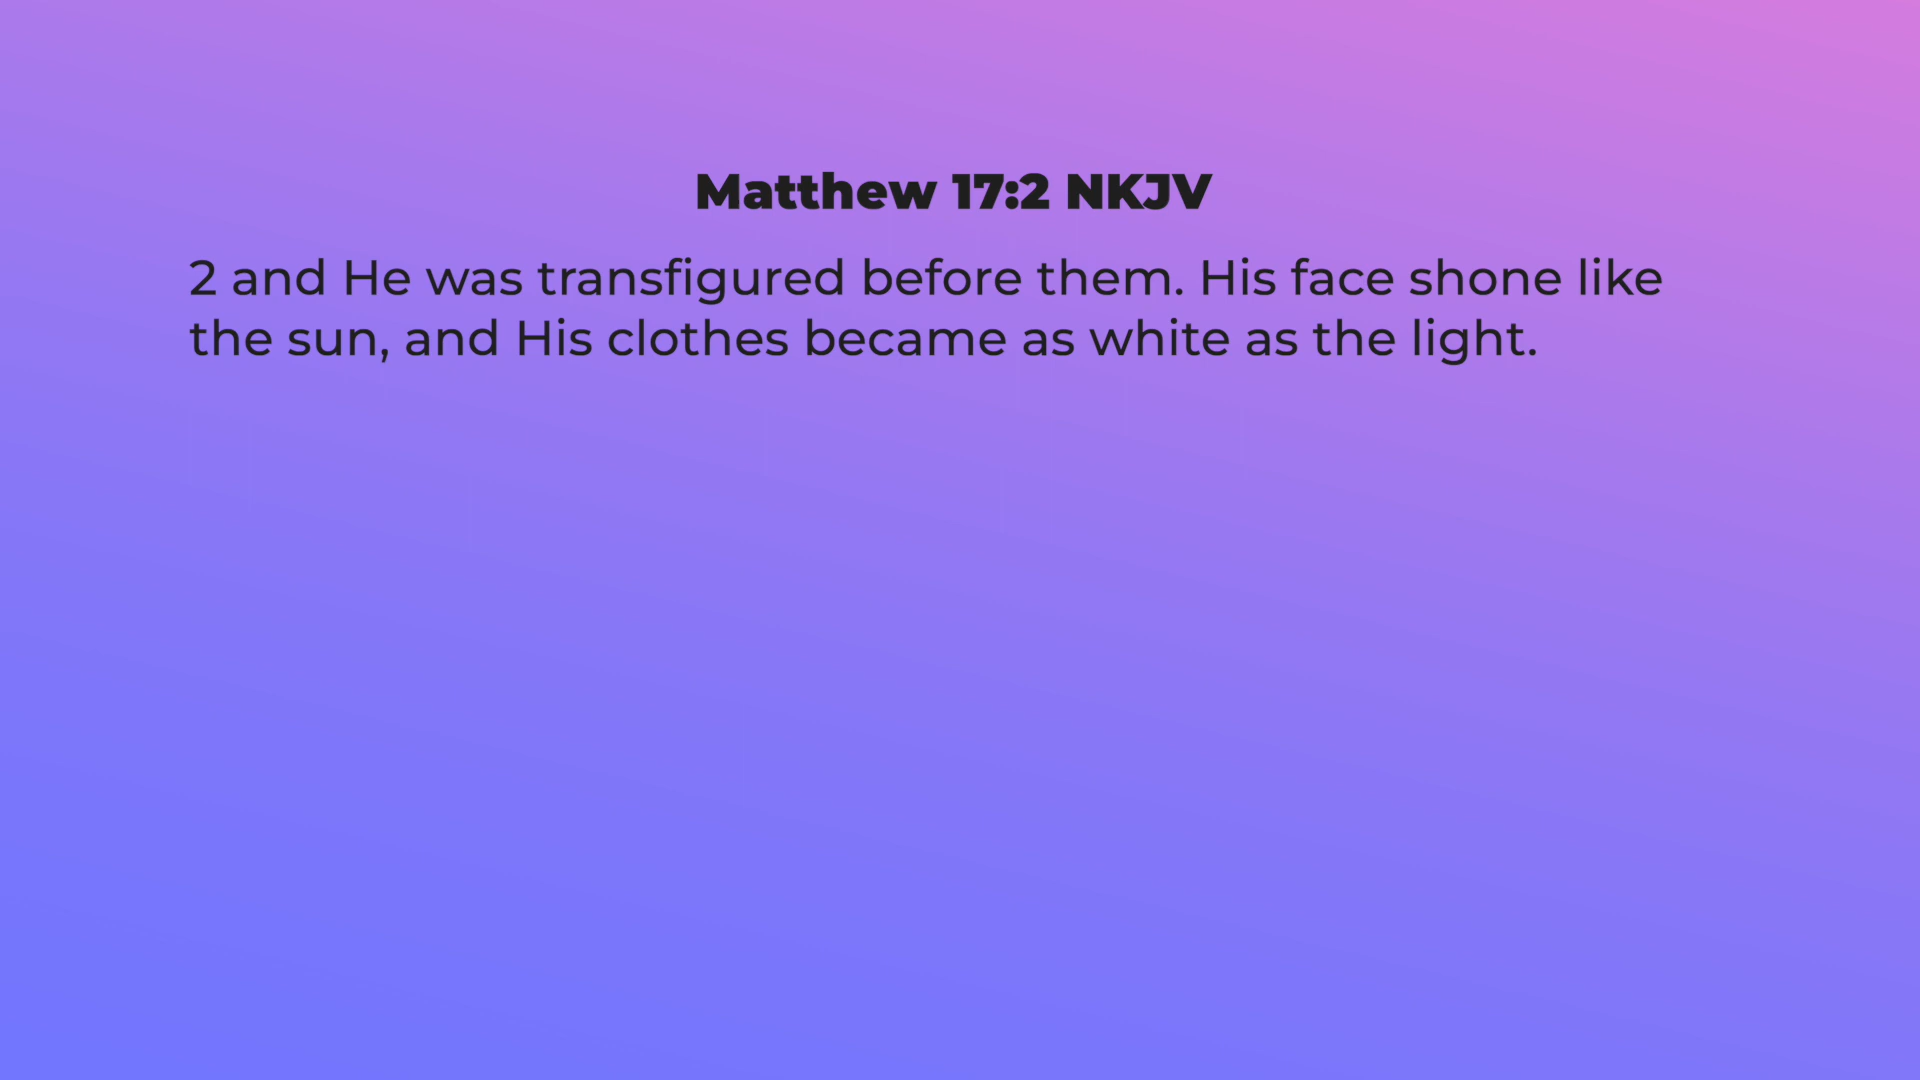 Matthew 17:2 NKJV
2 and He was transfigured before them. His face shone like
the sun, and His clothes became as white as the light.